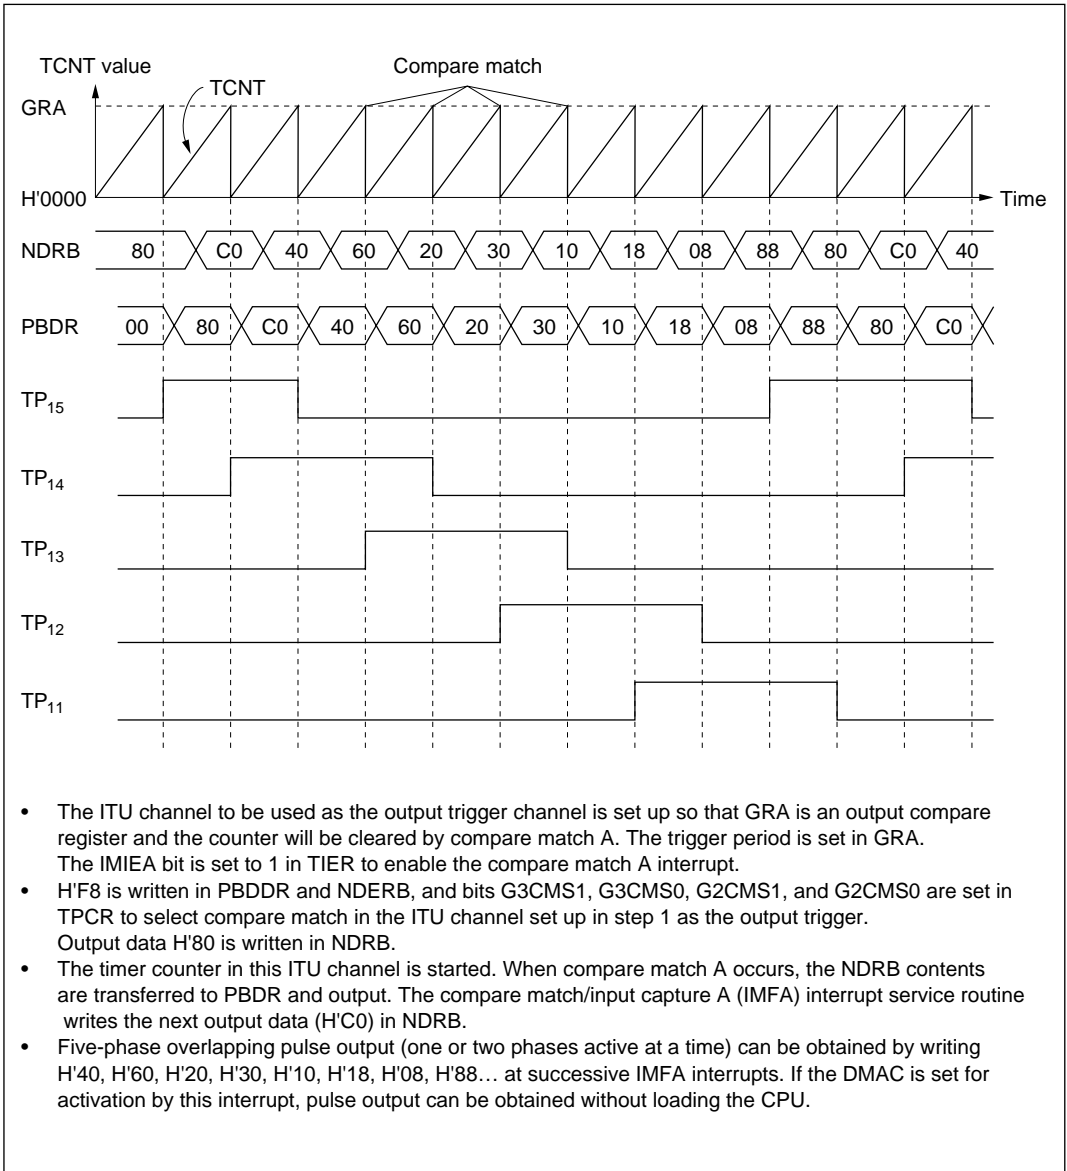 TCNT value
Compare match
TCNT
GRA
H'0000
Time
NDRB 80 C0 40 60 20 30 10 18 08 88 80 C0 40
PBDR 00 80 C0 40 60 20 30 10 18 08 88 80 C0
TP15
TP14
TP13
TP12
TP11
• The ITU channel to be used as the output trigger channel is set up so that GRA is an output compare
register and the counter will be cleared by compare match A. The trigger period is set in GRA.
The IMIEA bit is set to 1 in TIER to enable the compare match A interrupt.
• H'F8 is written in PBDDR and NDERB, and bits G3CMS1, G3CMS0, G2CMS1, and G2CMS0 are set in
TPCR to select compare match in the ITU channel set up in step 1 as the output trigger.
Output data H'80 is written in NDRB.
• The timer counter in this ITU channel is started. When compare match A occurs, the NDRB contents
are transferred to PBDR and output. The compare match/input capture A (IMFA) interrupt service routine
writes the next output data (H'C0) in NDRB.
• Five-phase overlapping pulse output (one or two phases active at a time) can be obtained by writing
H'40, H'60, H'20, H'30, H'10, H'18, H'08, H'88… at successive IMFA interrupts. If the DMAC is set for
activation by this interrupt, pulse output can be obtained without loading the CPU.